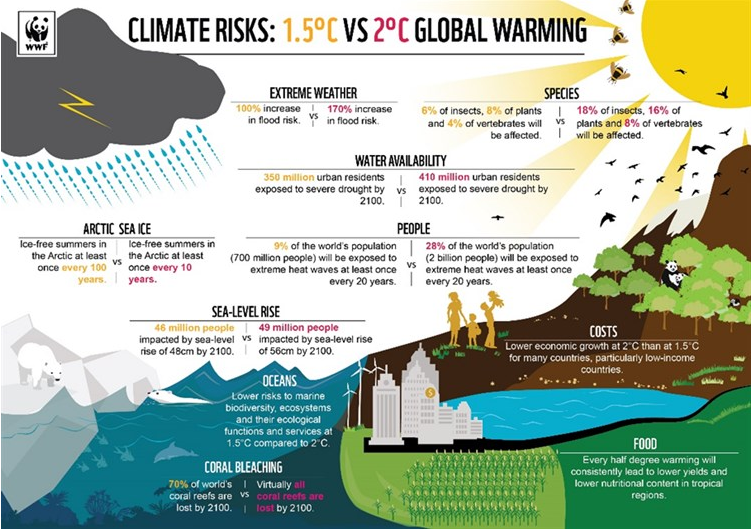 CLIMATE RISKS: 1.5°C VS 2°C GLOBAL WARMING
WWF
EXTREME WEATHER
100% increase
in flood risk.
vs
170% increase
in flood risk.
SPECIES
6% of insects, 8% of plants
and 4% of vertebrates will
be affected.
vs
18% of insects, 16% of
plants and 8% of vertebrates
will be affected.
WATER AVAILABILITY
350 million urban residents
exposed to severe drought by
2100.
vs
410 million urban residents
exposed to severe drought by
2100.
ARCTIC SEA ICE
Ice-free summers in
the Arctic at least
once every 100
years.
vs
Ice-free summers in
the Arctic at least
once every 10
years.
PEOPLE
9% of the world's population
(700 million people) will be exposed to
extreme heat waves at least once
every 20 years.
vs
28% of the world's population
(2 billion people) will be exposed to
extreme heat waves at least once
every 20 years.
SEA-LEVEL RISE
46 million people
impacted by sea-level
rise of 48cm by 2100.
vs
49 million people
impacted by sea-level rise
of 56cm by 2100.
COSTS
Lower economic growth at 2°C than at 1.5°C
for many countries, particularly low-income
countries.
OCEANS
Lower risks to marine
biodiversity, ecosystems
and their ecological
functions and services at
1.5°C compared to 2°C.
$
CORAL BLEACHING
70% of world's
coral reefs are
lost by 2100.
vs
Virtually all
coral reefs are
lost by 2100.
FOOD
Every half degree warming will
consistently lead to lower yields and
lower nutritional content in tropical
regions.